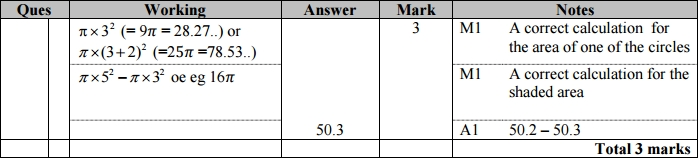 Ques Working Answer Mark Notes
π × 3² (= 9π = 28.27..) or 3 M1 A correct calculation for
π×(3+2)² (=25π =78.53..) the area of one of the circles
π×5² − π×3² oe eg 16π M1 A correct calculation for the
shaded area
50.3 A1 50.2 – 50.3
Total 3 marks